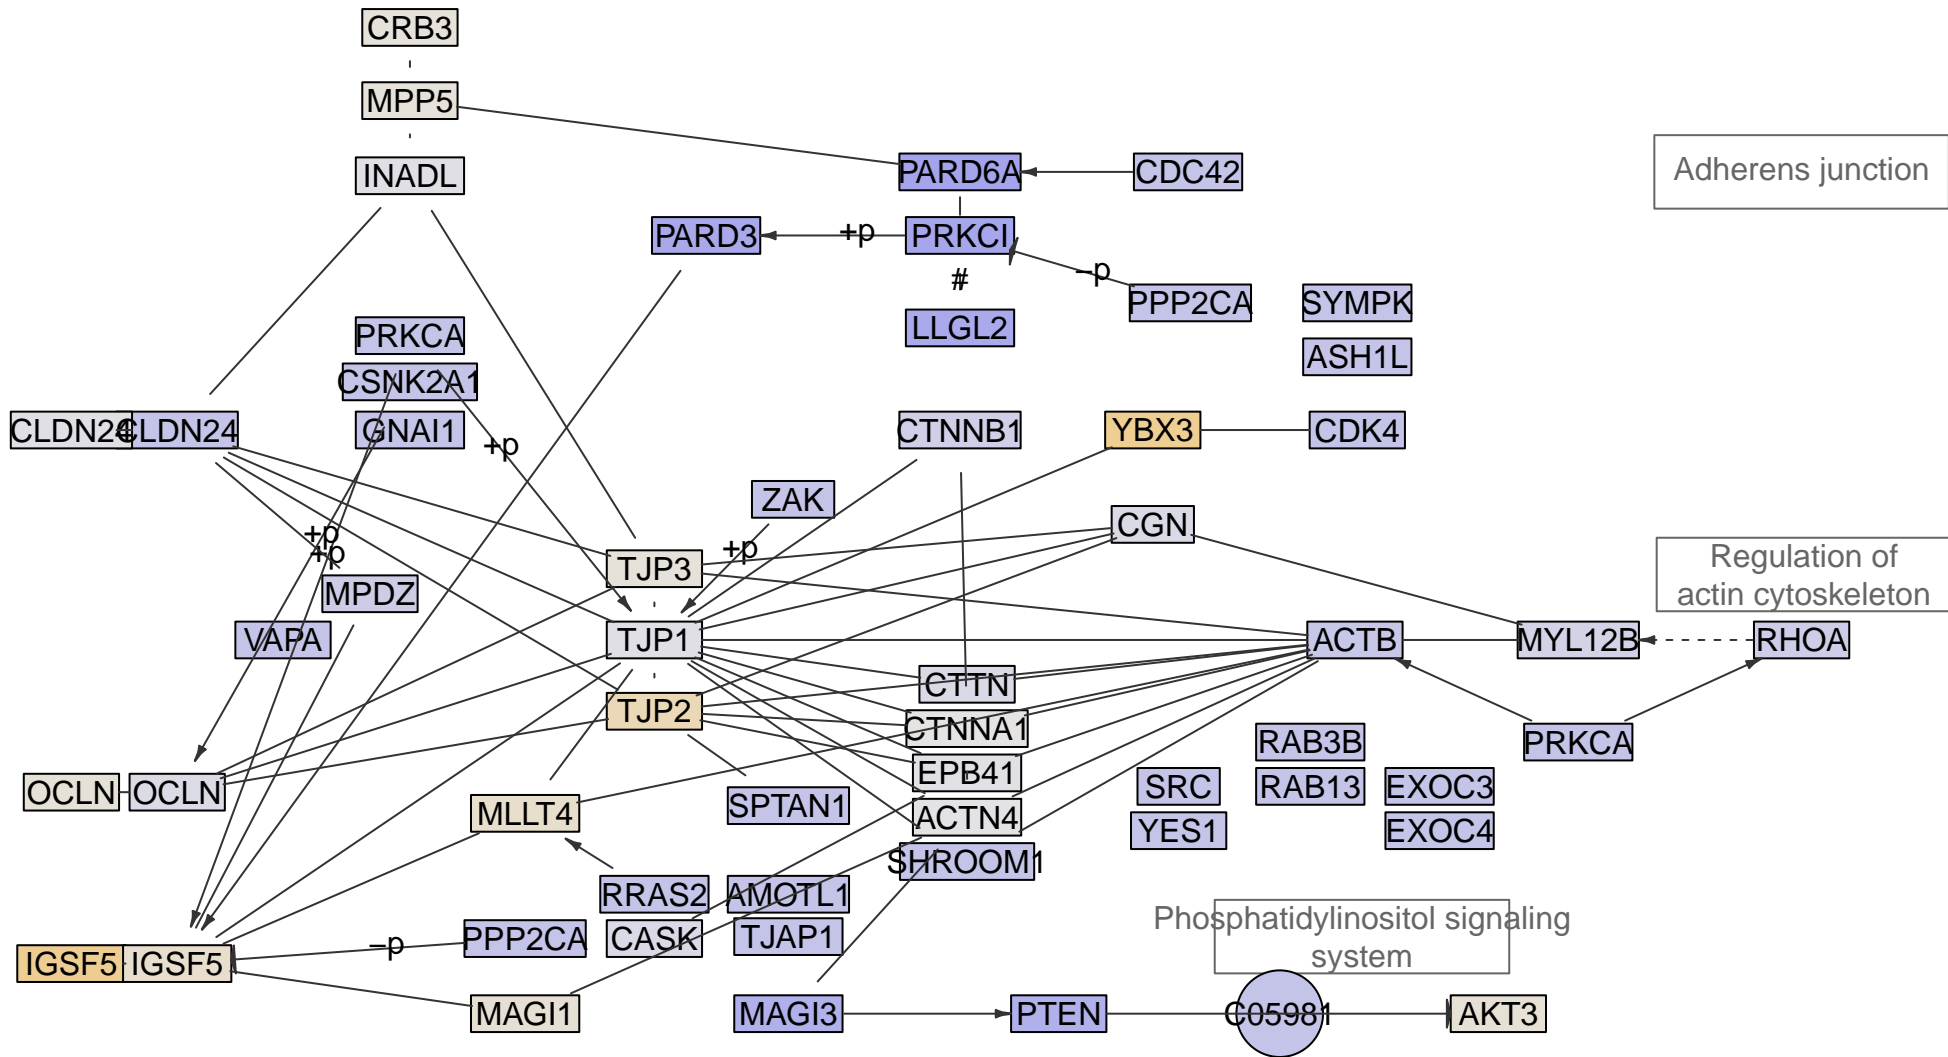 CRB3
MPP5
INADL
PARD6A
CDC42
Adherens junction
PARD3
+p
PRKCI
–p
#
PPP2CA
SYMPK
LLGL2
ASH1L
PRKCA
CSNK2A1
CLDN24
CLDN24
GNAI1
+p
CTNNB1
YBX3
CDK4
ZAK
CGN
+p
+p
+p
TJP3
Regulation of
actin cytoskeleton
MPDZ
VAPA
TJP1
ACTB
MYL12B
RHOA
CTTN
TJP2
CTNNA1
RAB3B
PRKCA
EPB41
OCLN
OCLN
SRC
RAB13
EXOC3
MLLT4
SPTAN1
ACTN4
YES1
EXOC4
SHROOM1
RRAS2
AMOTL1
PPP2CA
CASK
TJAP1
–p
Phosphatidylinositol signaling
system
IGSF5
IGSF5
MAGI1
MAGI3
PTEN
C05981
AKT3